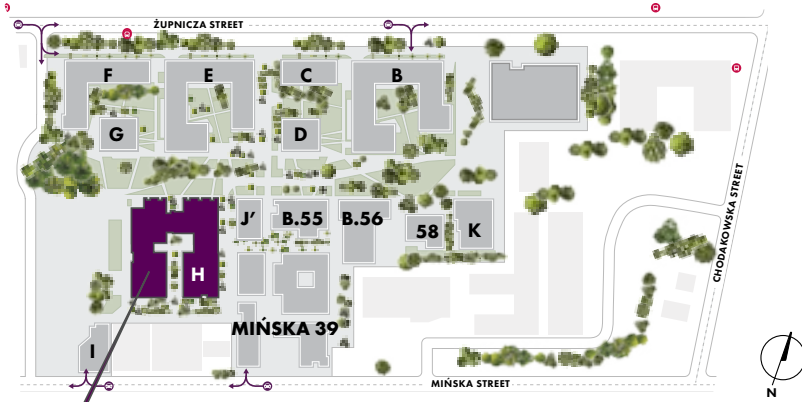 ŻUPNICZA STREET
F
E
C
B
G
D
J'
B.55
B.56
58
K
H
CHODAKOWSKA STREET
MIŃSKA 39
I
MIŃSKA STREET
N